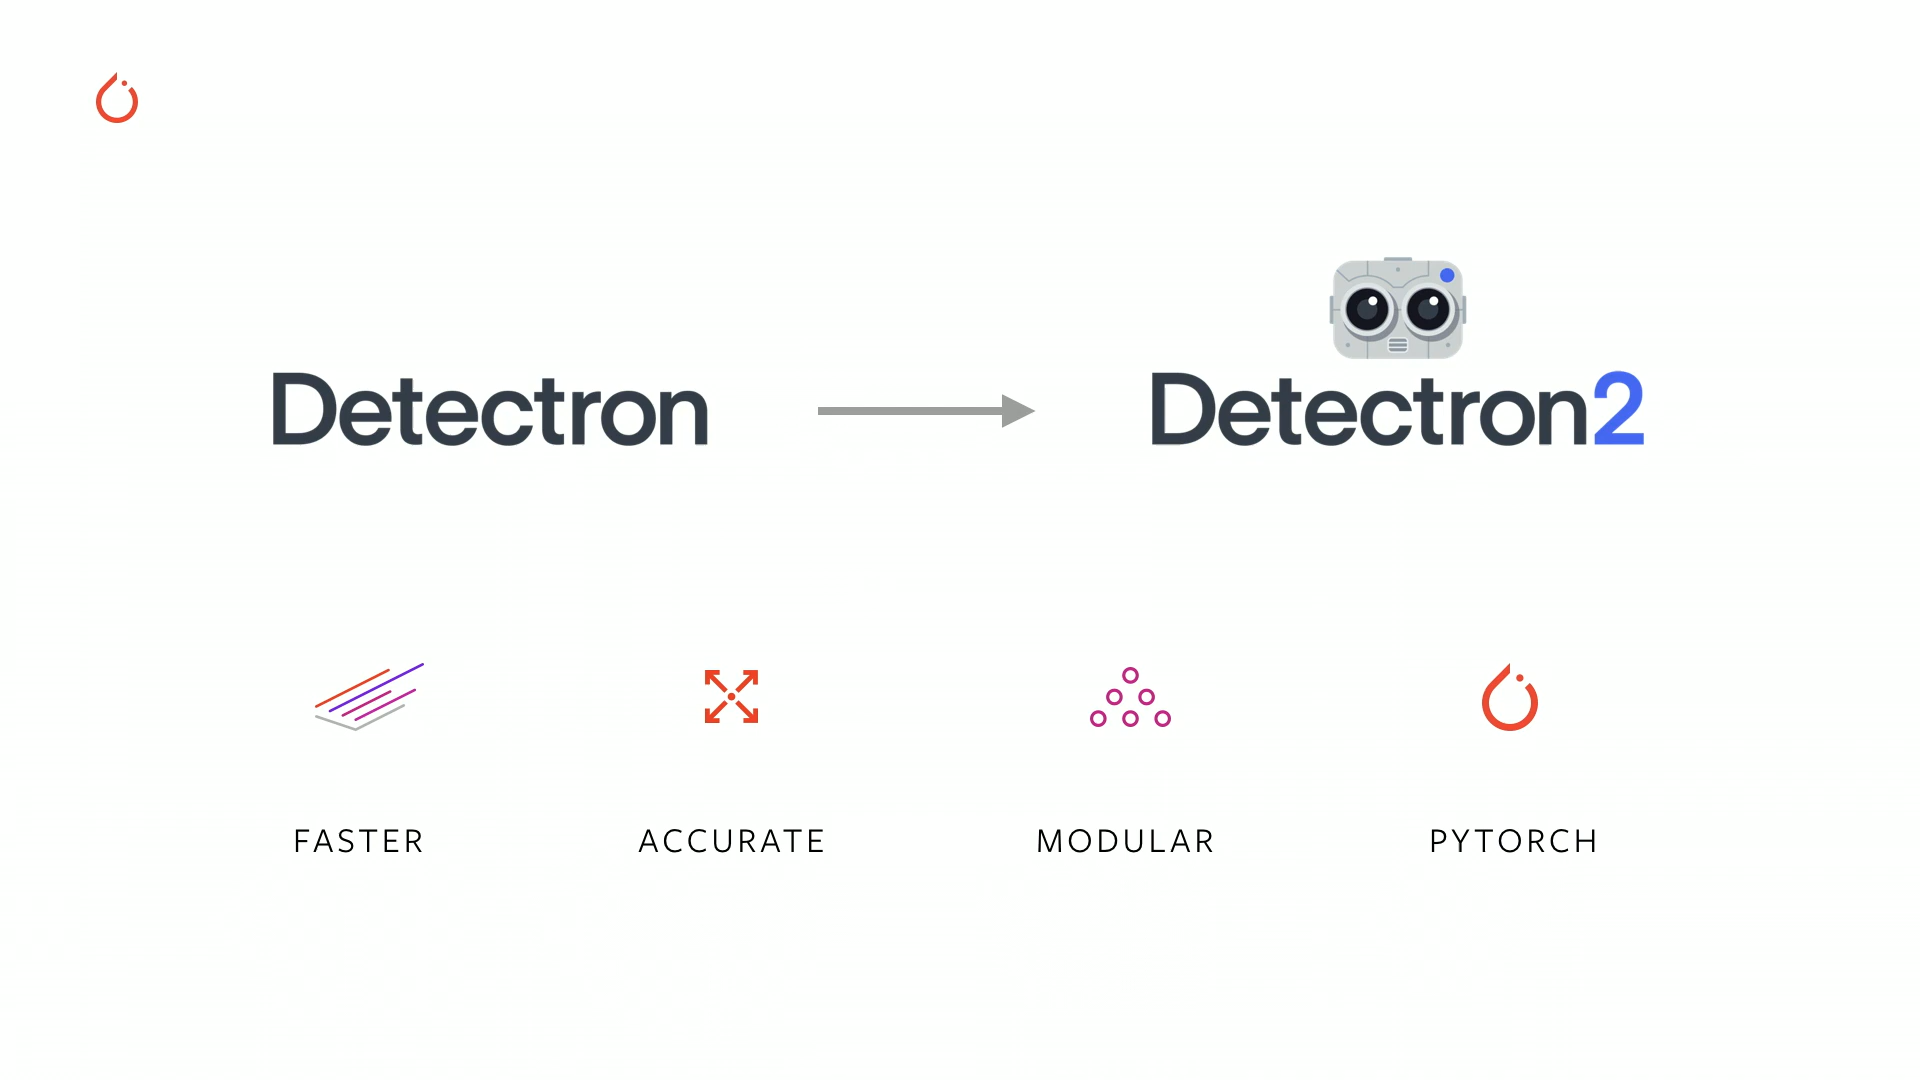 Detectron
Detectron2
FASTER
ACCURATE
MODULAR
PYTORCH